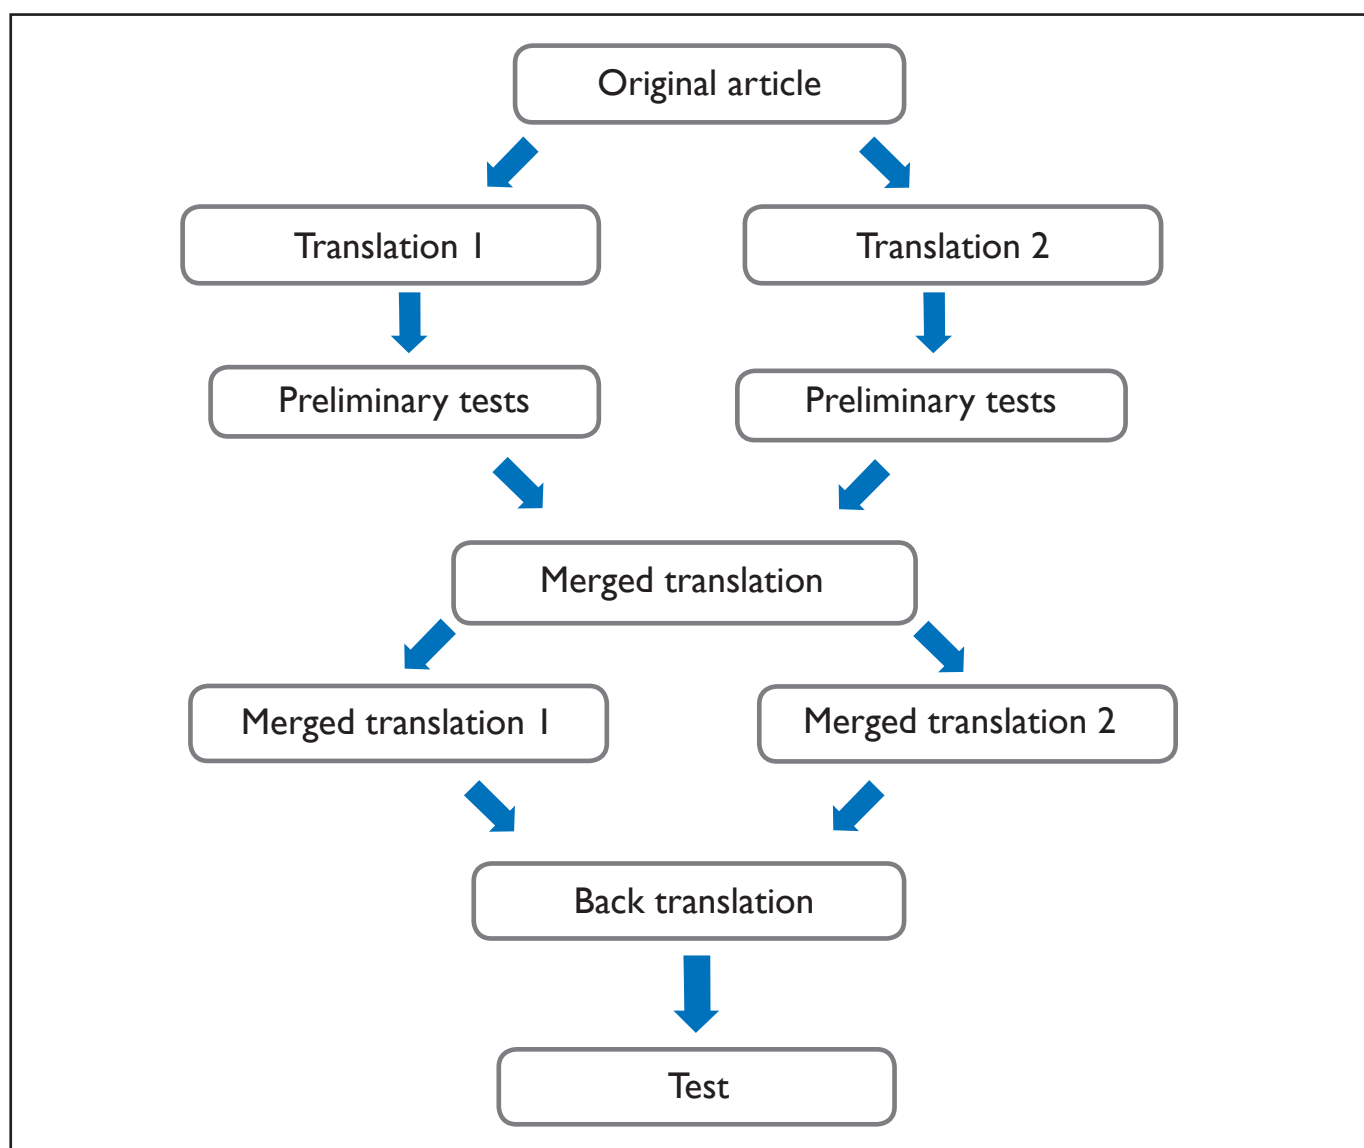 Original article
Translation 1
Translation 2
Preliminary tests
Preliminary tests
Merged translation
Merged translation 1
Merged translation 2
Back translation
Test